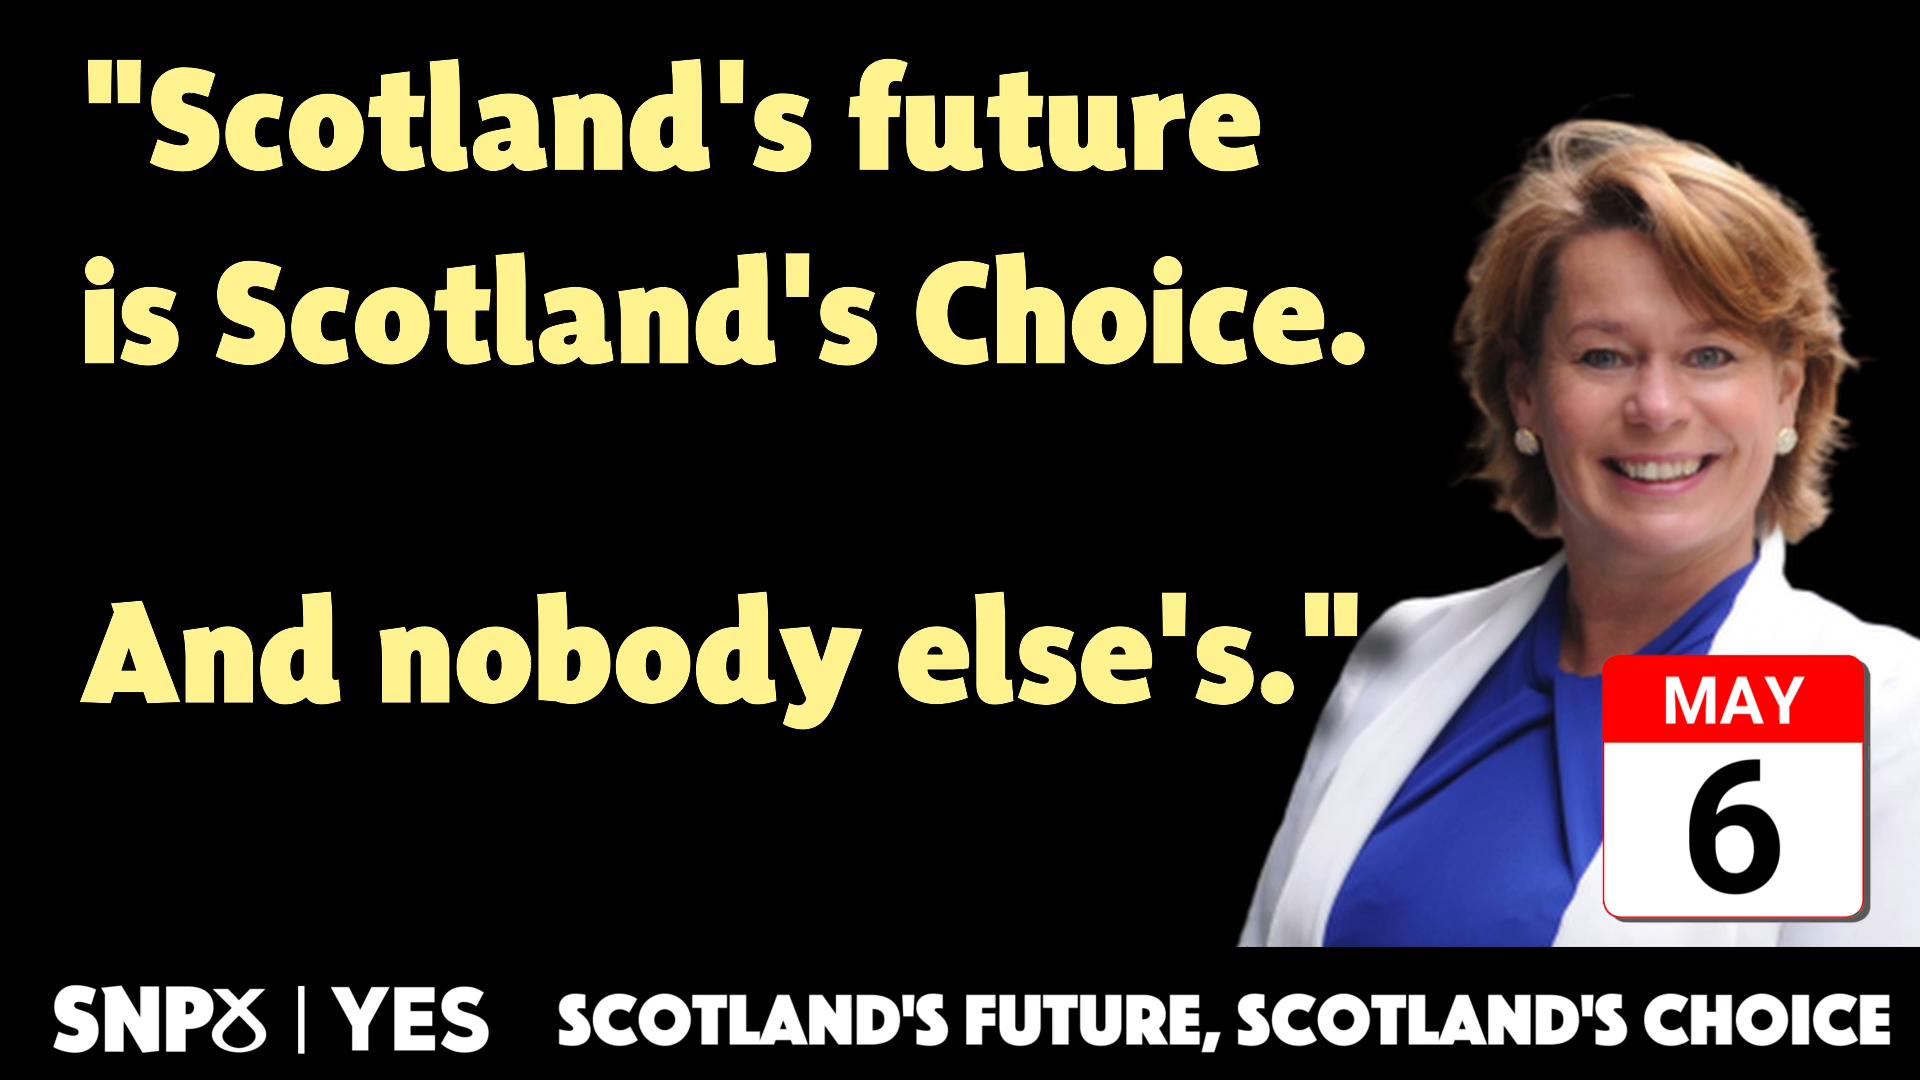 "Scotland's future
is Scotland's Choice.
And nobody else's."
MAY
6
SNP | YES
SCOTLAND'S FUTURE, SCOTLAND'S CHOICE